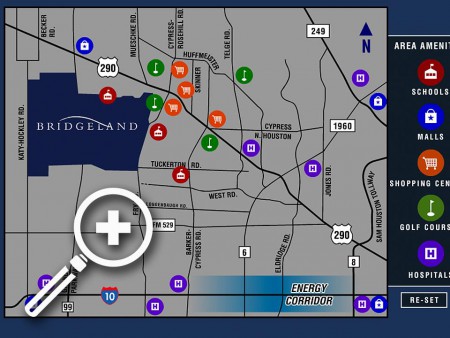 BECKER
RD.
MUESCHKE RD.
CYPRESS-
ROSEHILL RD.
HUFFMEISTER
TELGE RD.
SKINNER
249
N
290
AREA AMENIT
SCHOOLS
MALLS
SHOPPING CEN
GOLF COURS
HOSPITALS
RE-SET
KATY-HOCKLEY RD.
BRIDGELAND
CYPRESS
N. HOUSTON
1960
TUCKERTON RD.
WEST RD.
JONES RD.
SAM HOUSTON TOLLWAY
FM 529
BARKER-
CYPRESS RD.
ELDRIDGE RD.
290
6
8
ENERGY
CORRIDOR
10
99
H
H
H
H
H
H
H